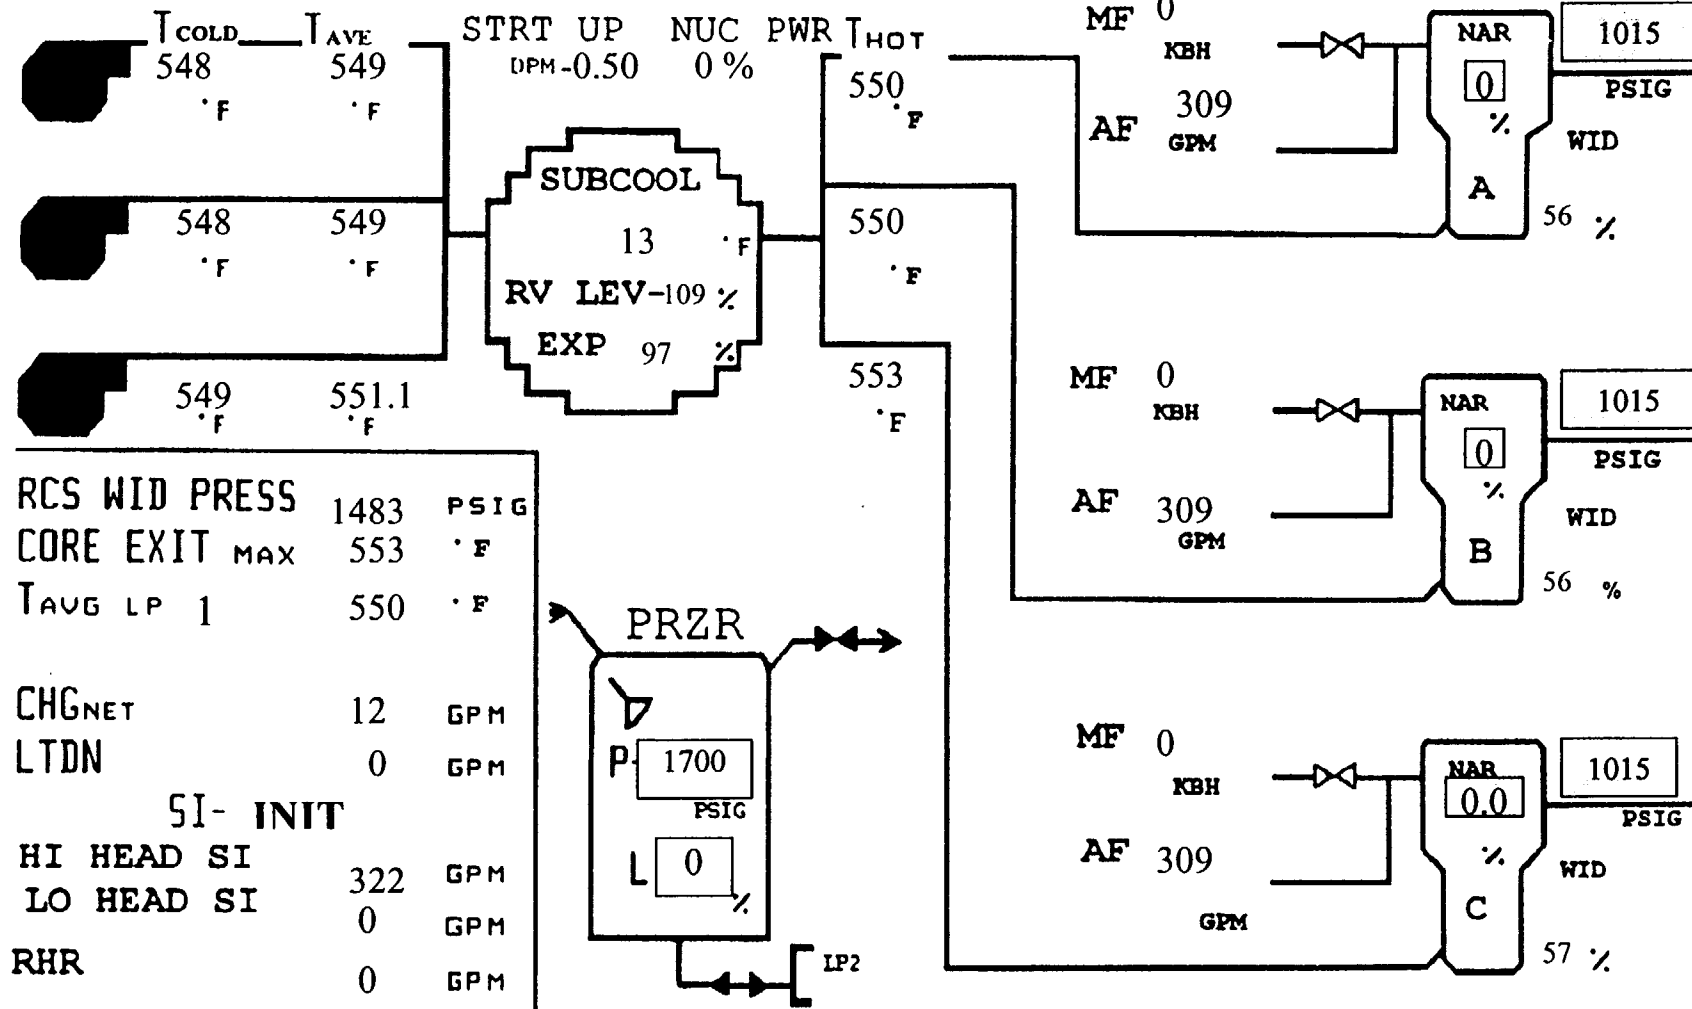 TCOLD TAVE STRT UP NUC PWR THOT
548 549 DPM -0.50 0 % 550
°F °F °F
SUBCOOL
548 549 13 °F 550
°F °F °F
RV LEV-109 %
EXP 97 %
549 551.1 553
°F °F °F
RCS WID PRESS 1483 PSIG
CORE EXIT MAX 553 °F
TAVG LP 1 550 °F
CHGNET 12 GPM
LTDN 0 GPM
SI- INIT
HI HEAD SI 322 GPM
LO HEAD SI 0 GPM
RHR 0 GPM
PRZR
P 1700
PSIG
L 0
%
LP2
MF 0
KBH
AF 309
GPM
NAR
0
%
A
1015
PSIG
WID
56 %
MF 0
KBH
AF 309
GPM
NAR
0
%
B
1015
PSIG
WID
56 %
MF 0
KBH
AF 309
GPM
NAR
0.0
%
C
1015
PSIG
WID
57 %